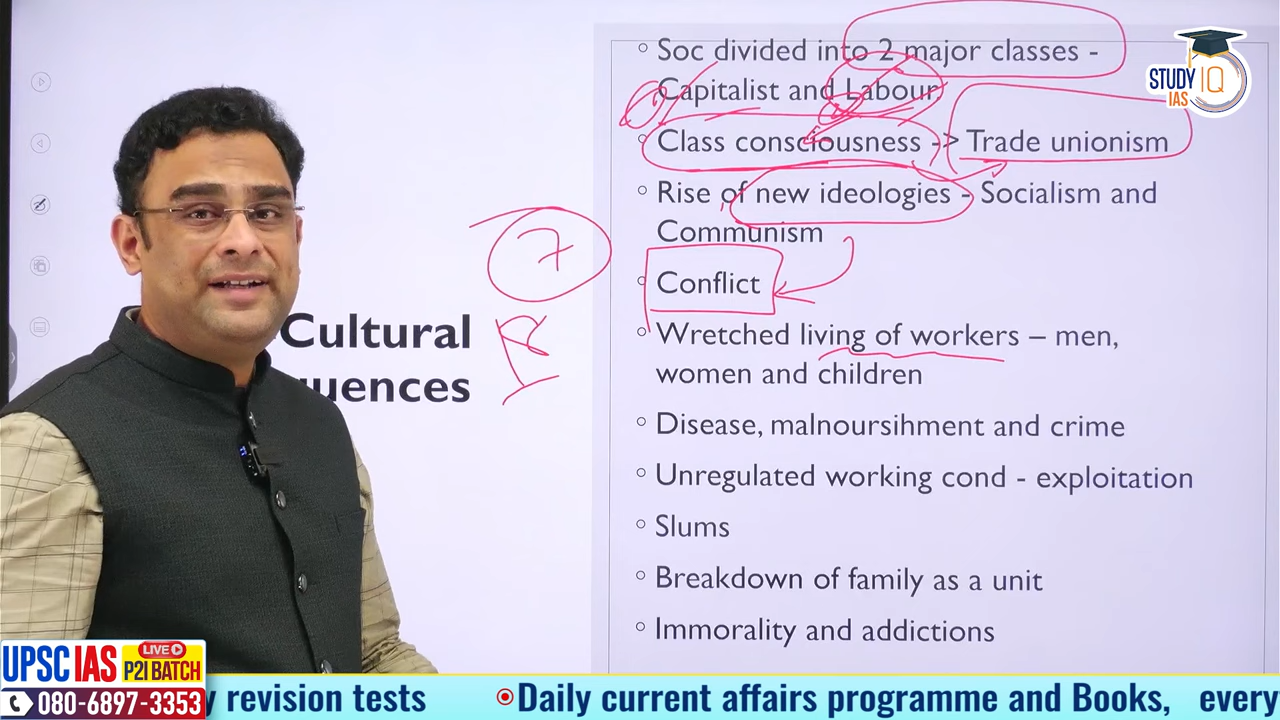 Soc divided into 2 major classes -
Capitalist and Labour
Class consciousness -> Trade unionism
Rise of new ideologies - Socialism and
Communism
Conflict
Wretched living of workers – men,
women and children
Disease, malnoursihment and crime
Unregulated working cond - exploitation
Slums
Breakdown of family as a unit
Immorality and addictions
Cultural
uences
7
STUDY IQ
IAS
UPSC IAS LIVE P2I BATCH
080-6897-3353
y revision tests Daily current affairs programme and Books, every